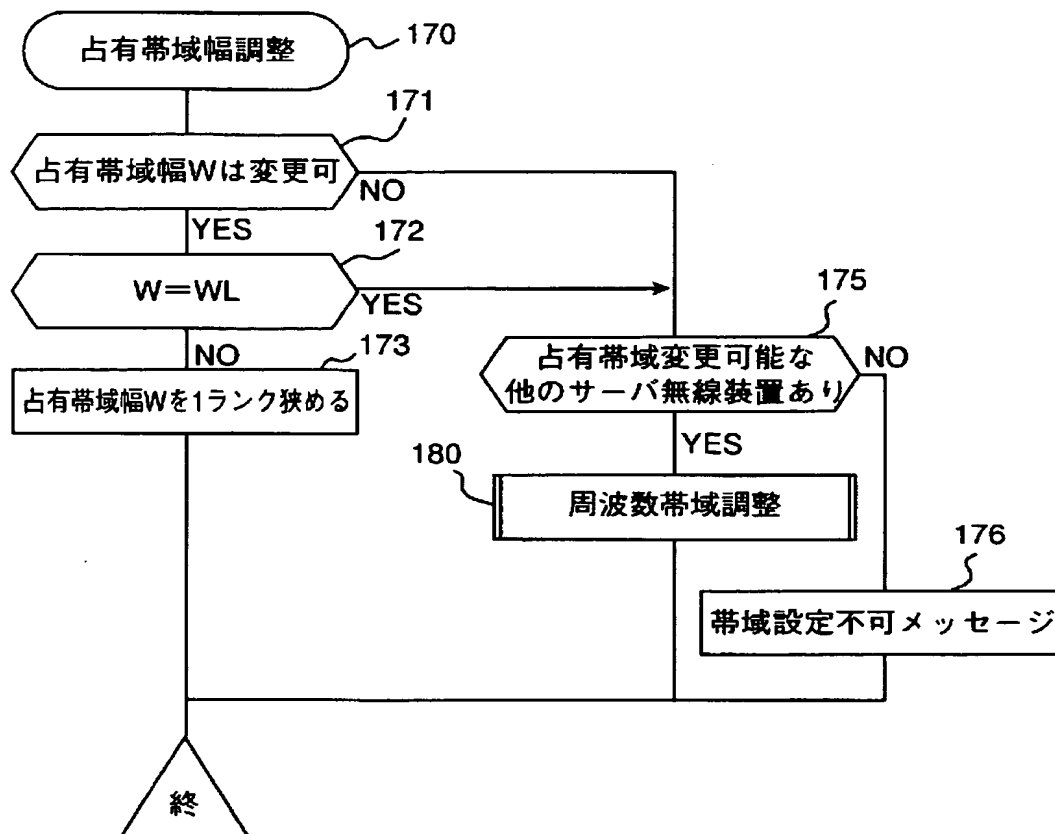 占有帯域幅調整
170
171
占有帯域幅Wは変更可
NO
YES
172
W=WL
YES
175
NO
173
占有帯域変更可能な
他のサーバ無線装置あり
NO
占有帯域幅Wを1ランク狭める
YES
180
周波数帯域調整
176
帯域設定不可メッセージ
終